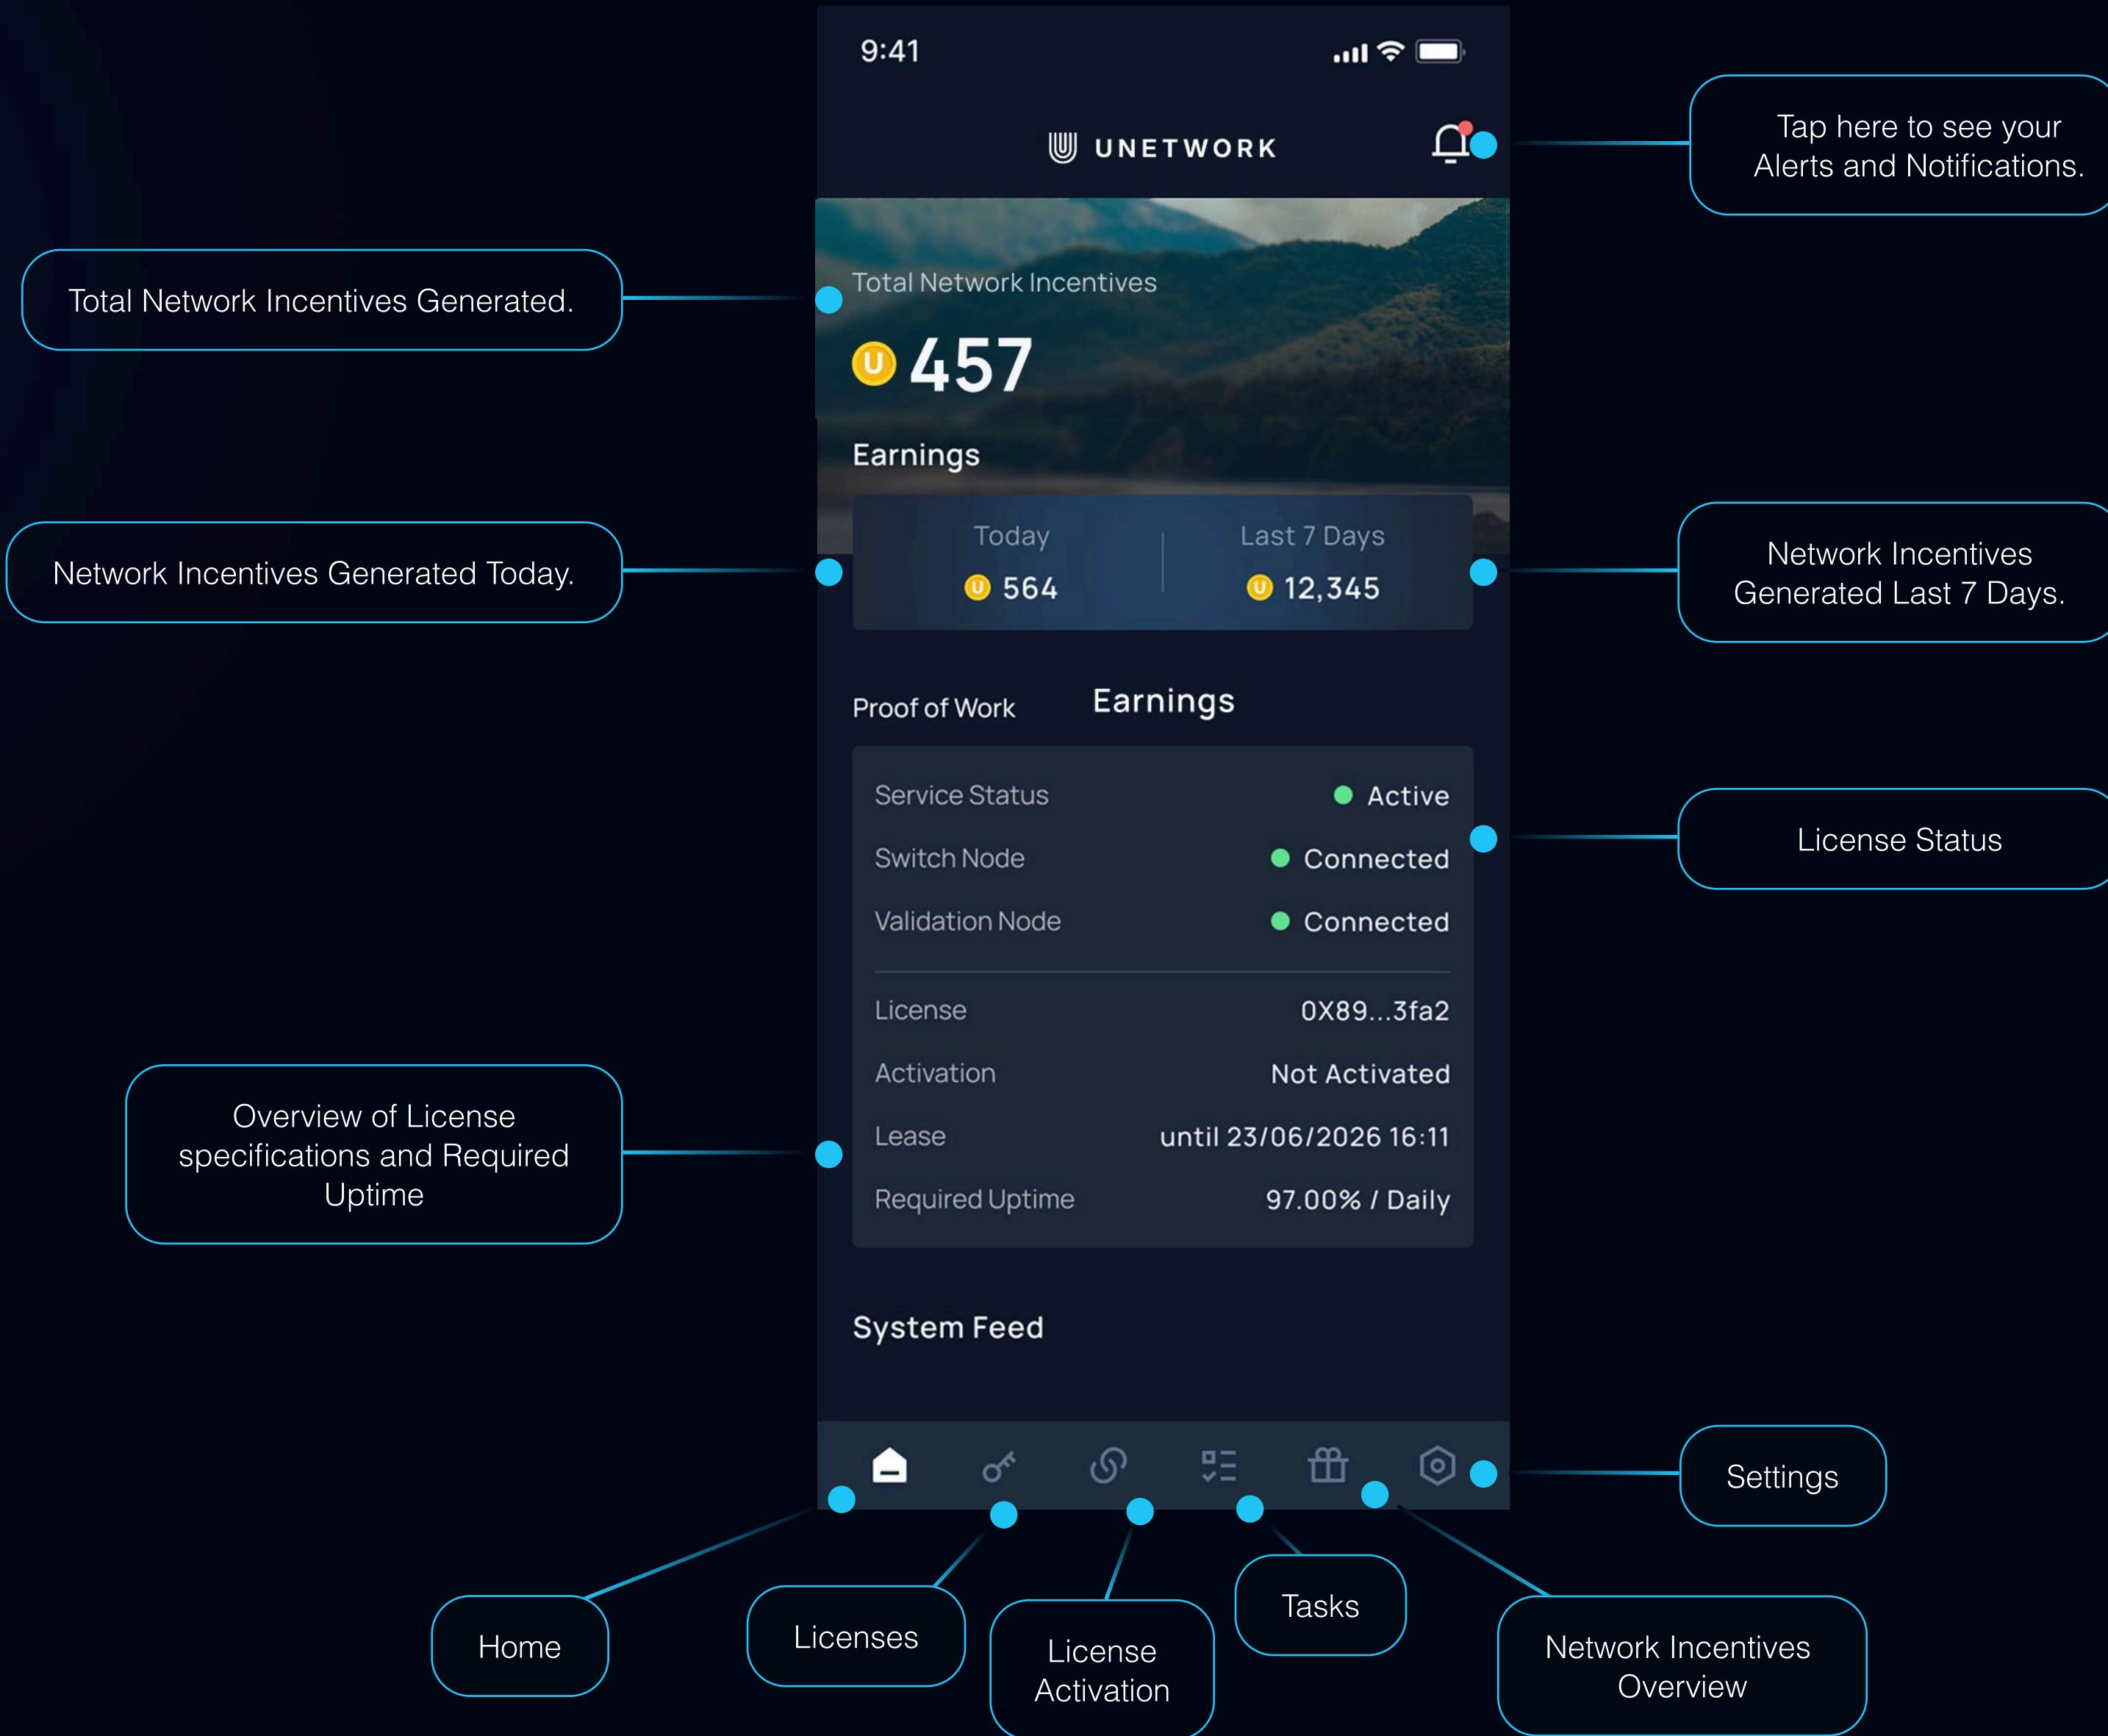 9:41
UNETWORK
Tap here to see your
Alerts and Notifications.
Total Network Incentives Generated.
Total Network Incentives
U 457
Earnings
Network Incentives Generated Today.
Today
U 564
Last 7 Days
U 12,345
Network Incentives
Generated Last 7 Days.
Proof of Work
Earnings
Service Status Active
Switch Node Connected
Validation Node Connected
License Status
License 0X89...3fa2
Activation Not Activated
Lease until 23/06/2026 16:11
Required Uptime 97.00% / Daily
Overview of License
specifications and Required
Uptime
System Feed
Settings
Home
Licenses
License
Activation
Tasks
Network Incentives
Overview